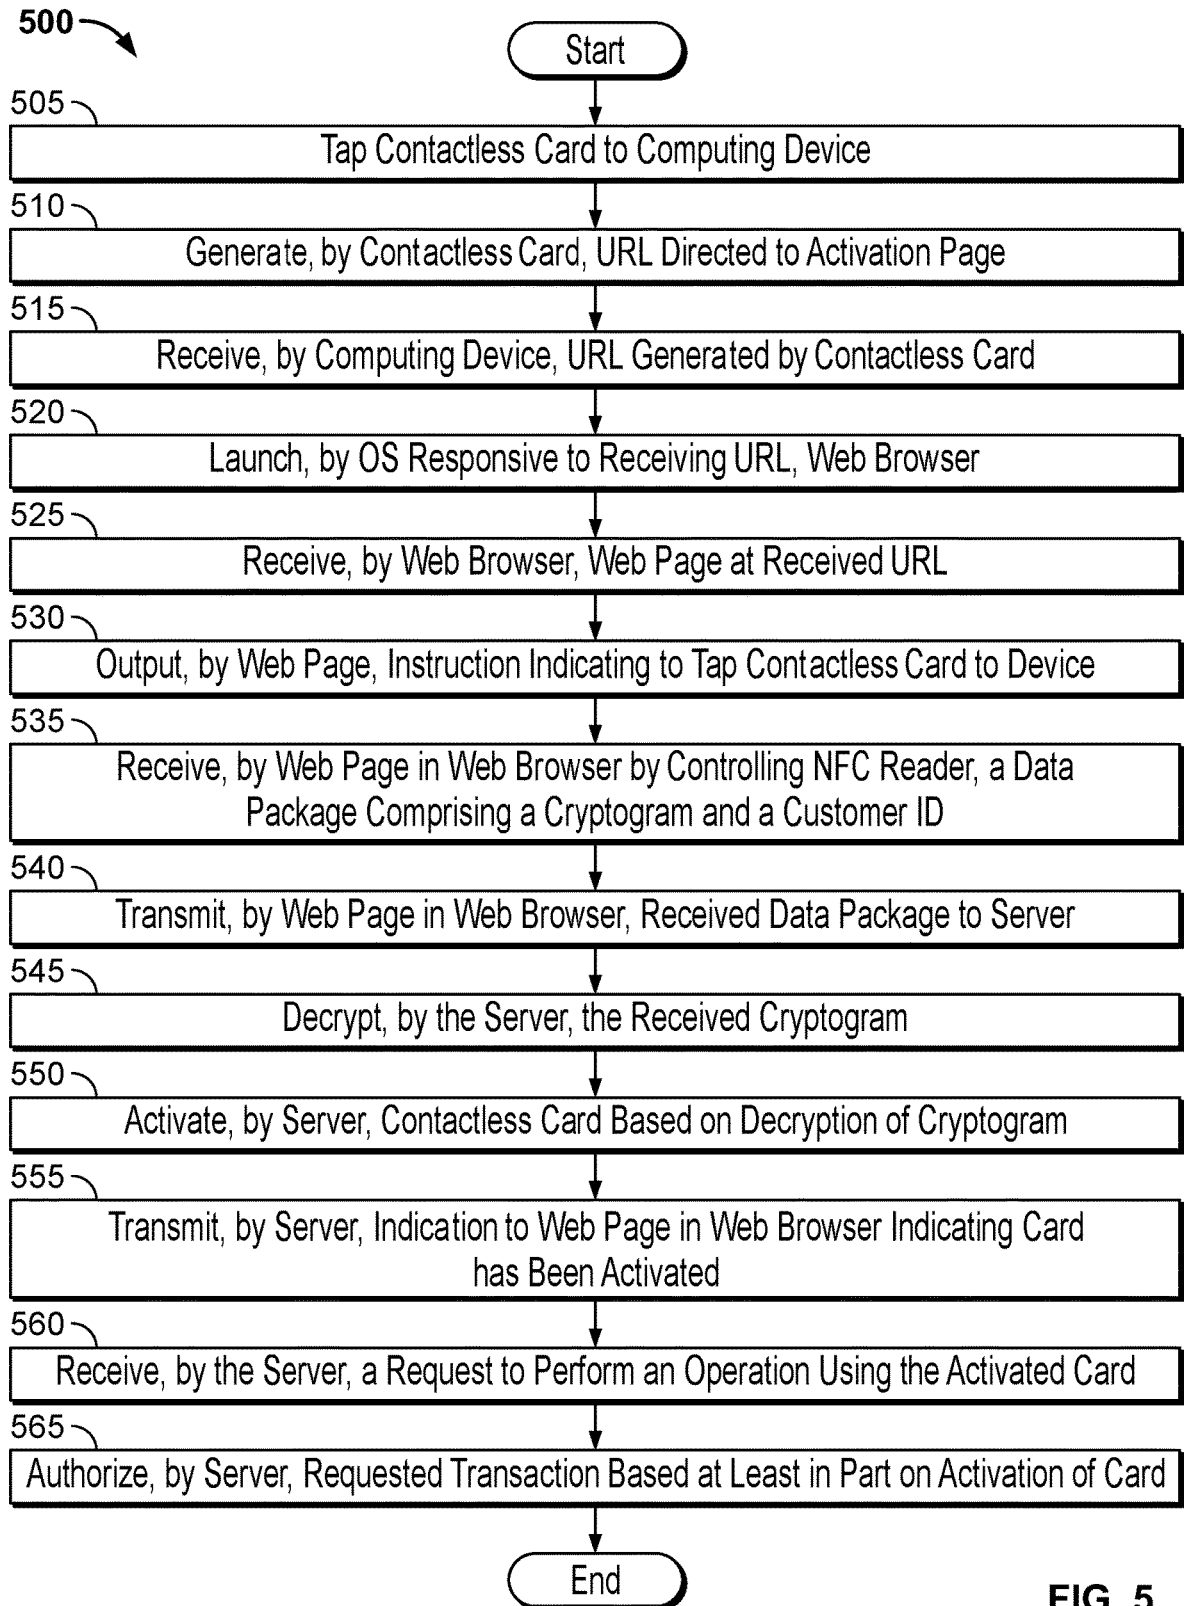 500
Start
505
Tap Contactless Card to Computing Device
510
Generate, by Contactless Card, URL Directed to Activation Page
515
Receive, by Computing Device, URL Generated by Contactless Card
520
Launch, by OS Responsive to Receiving URL, Web Browser
525
Receive, by Web Browser, Web Page at Received URL
530
Output, by Web Page, Instruction Indicating to Tap Contactless Card to Device
535
Receive, by Web Page in Web Browser by Controlling NFC Reader, a Data
Package Comprising a Cryptogram and a Customer ID
540
Transmit, by Web Page in Web Browser, Received Data Package to Server
545
Decrypt, by the Server, the Received Cryptogram
550
Activate, by Server, Contactless Card Based on Decryption of Cryptogram
555
Transmit, by Server, Indication to Web Page in Web Browser Indicating Card
has Been Activated
560
Receive, by the Server, a Request to Perform an Operation Using the Activated Card
565
Authorize, by Server, Requested Transaction Based at Least in Part on Activation of Card
End
FIG. 5